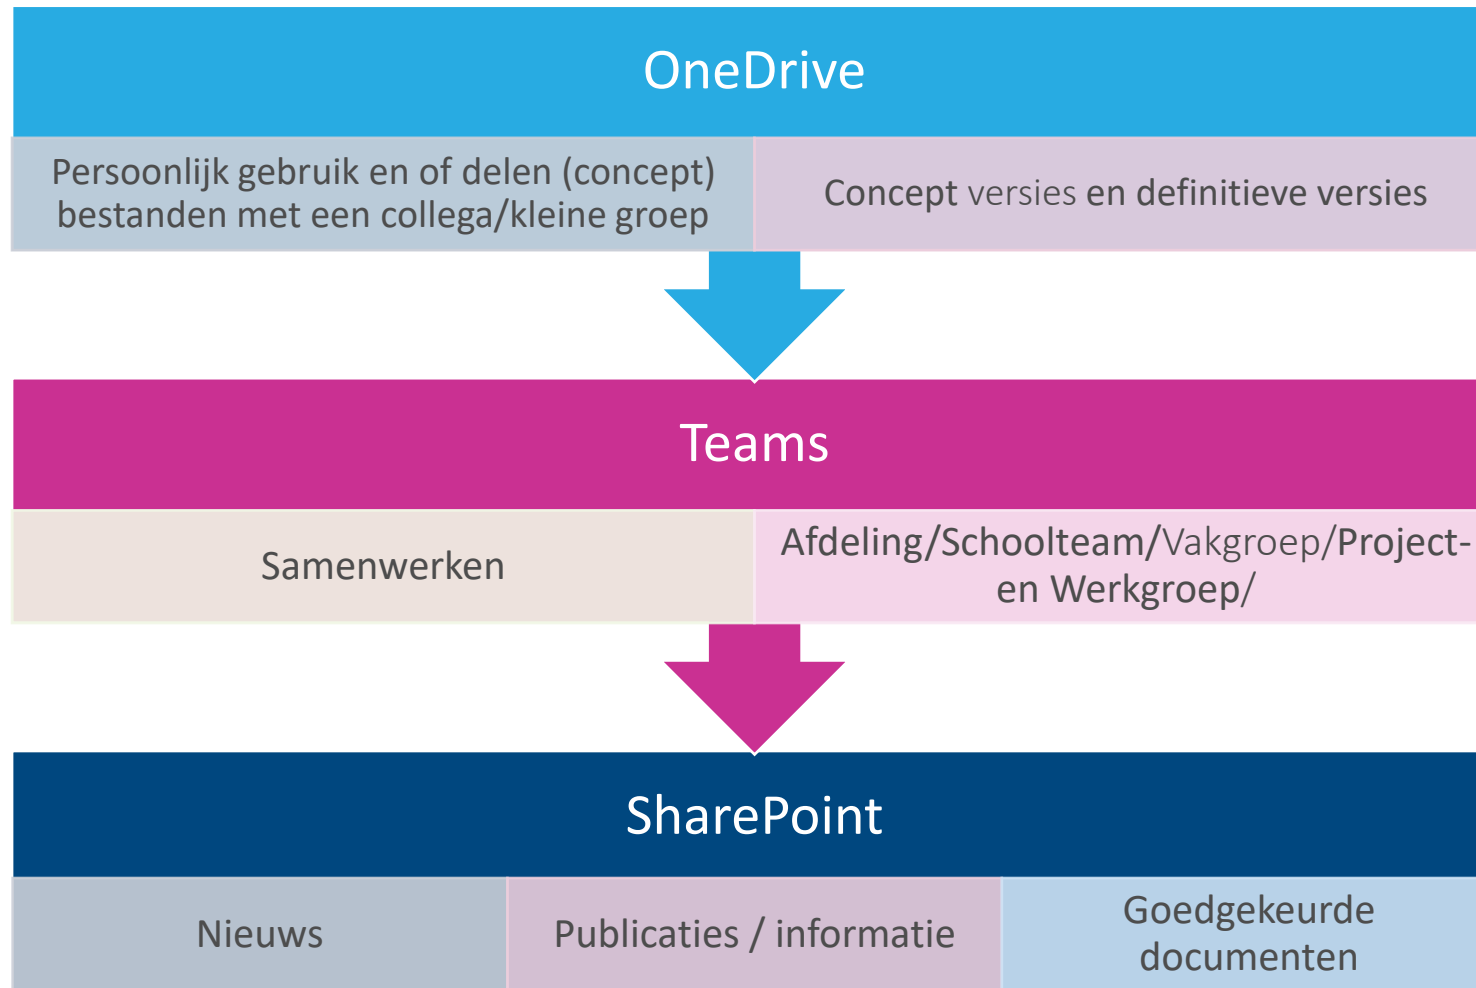 OneDrive
Persoonlijk gebruik en of delen (concept)
bestanden met een collega/kleine groep
Concept versies en definitieve versies
Teams
Samenwerken
Afdeling/Schoolteam/Vakgroep/Project-
en Werkgroep/
SharePoint
Nieuws
Publicaties / informatie
Goedgekeurde
documenten